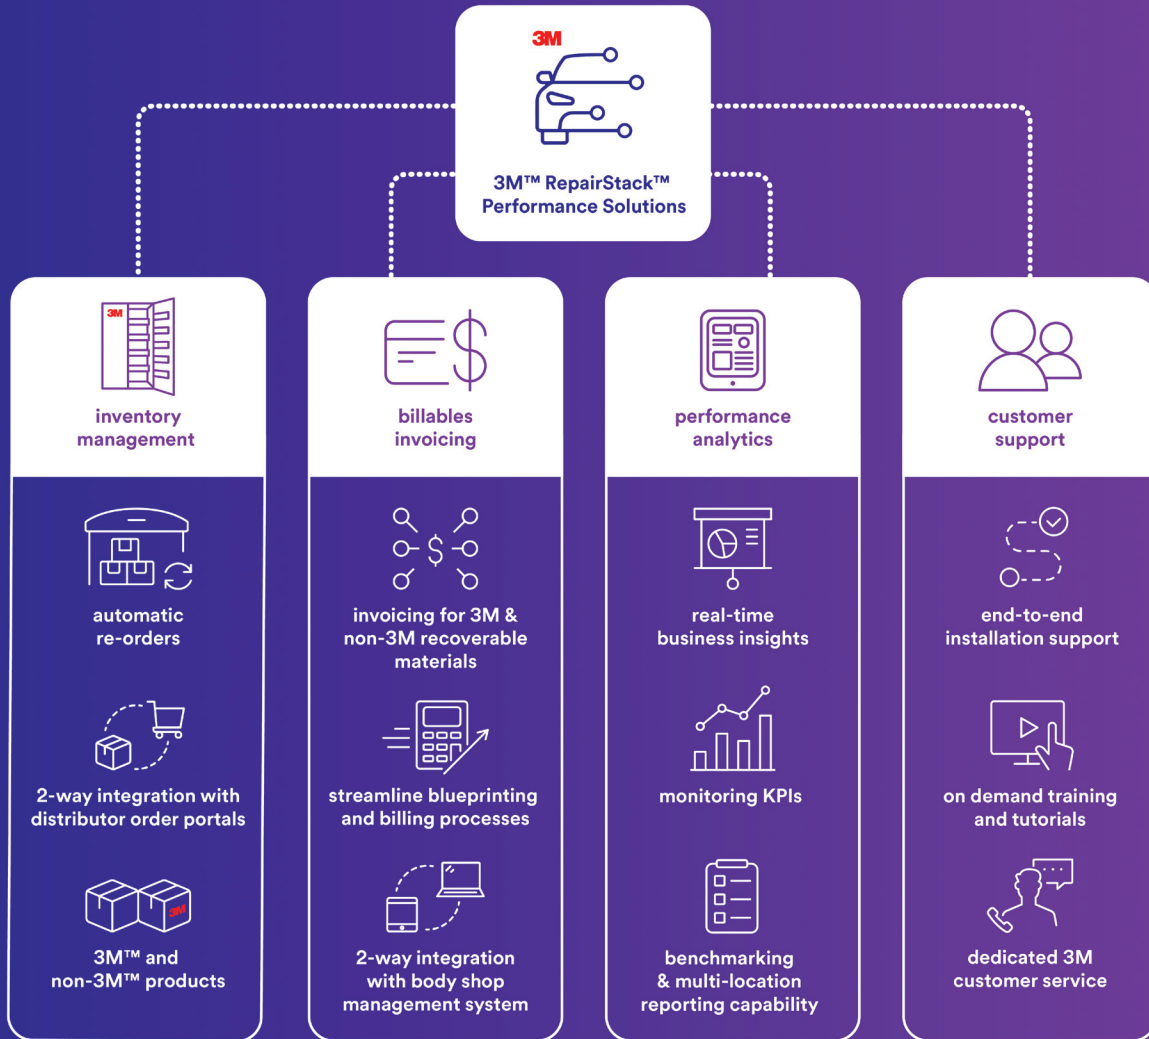 3M
3M™ RepairStack™
Performance Solutions
3M
inventory
management
automatic
re-orders
2-way integration with
distributor order portals
3M
3M™ and
non-3M™ products
$
billables
invoicing
$
invoicing for 3M &
non-3M recoverable
materials
streamline blueprinting
and billing processes
2-way integration
with body shop
management system
performance
analytics
real-time
business insights
monitoring KPIs
benchmarking
& multi-location
reporting capability
customer
support
end-to-end
installation support
on demand training
and tutorials
dedicated 3M
customer service